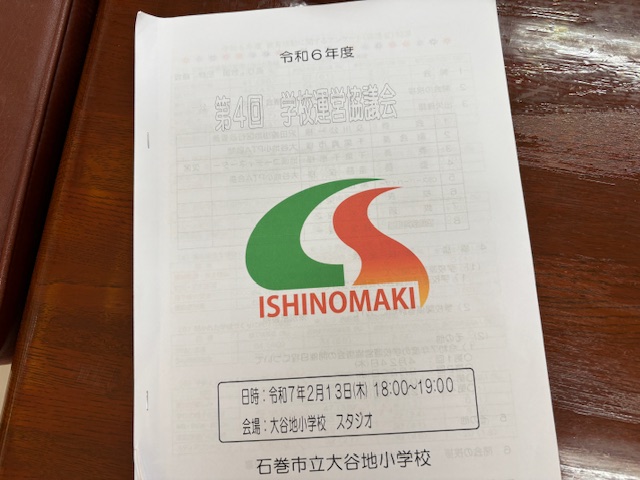 令和６年度
第４回　学校運営協議会
ISHINOMAKI
日時：令和７年２月１３日(木) １８:００～１９:００
会場：大谷地小学校　スタジオ
石巻市立大谷地小学校